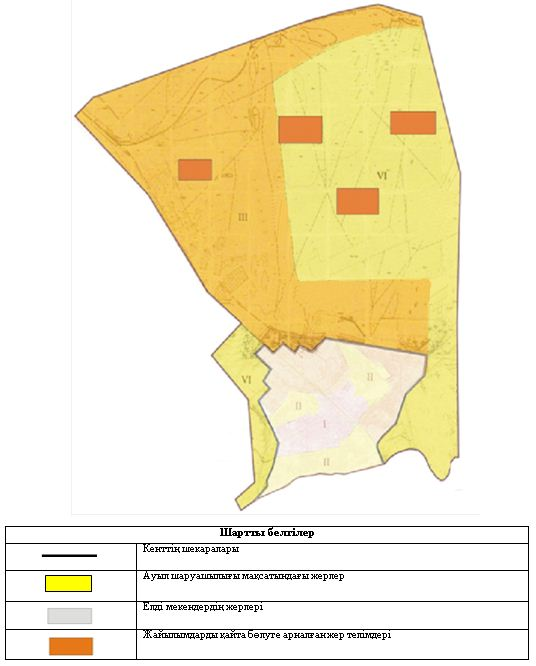 VI
III
VI
II
II
I
II
Шартты белгілер
Кенттің шекаралары
Ауыл шаруашылығы мақсатындағы жерлер
Елді мекендердің жерлері
Жайылымдарды қайта бөлуге арналған жер телімдері